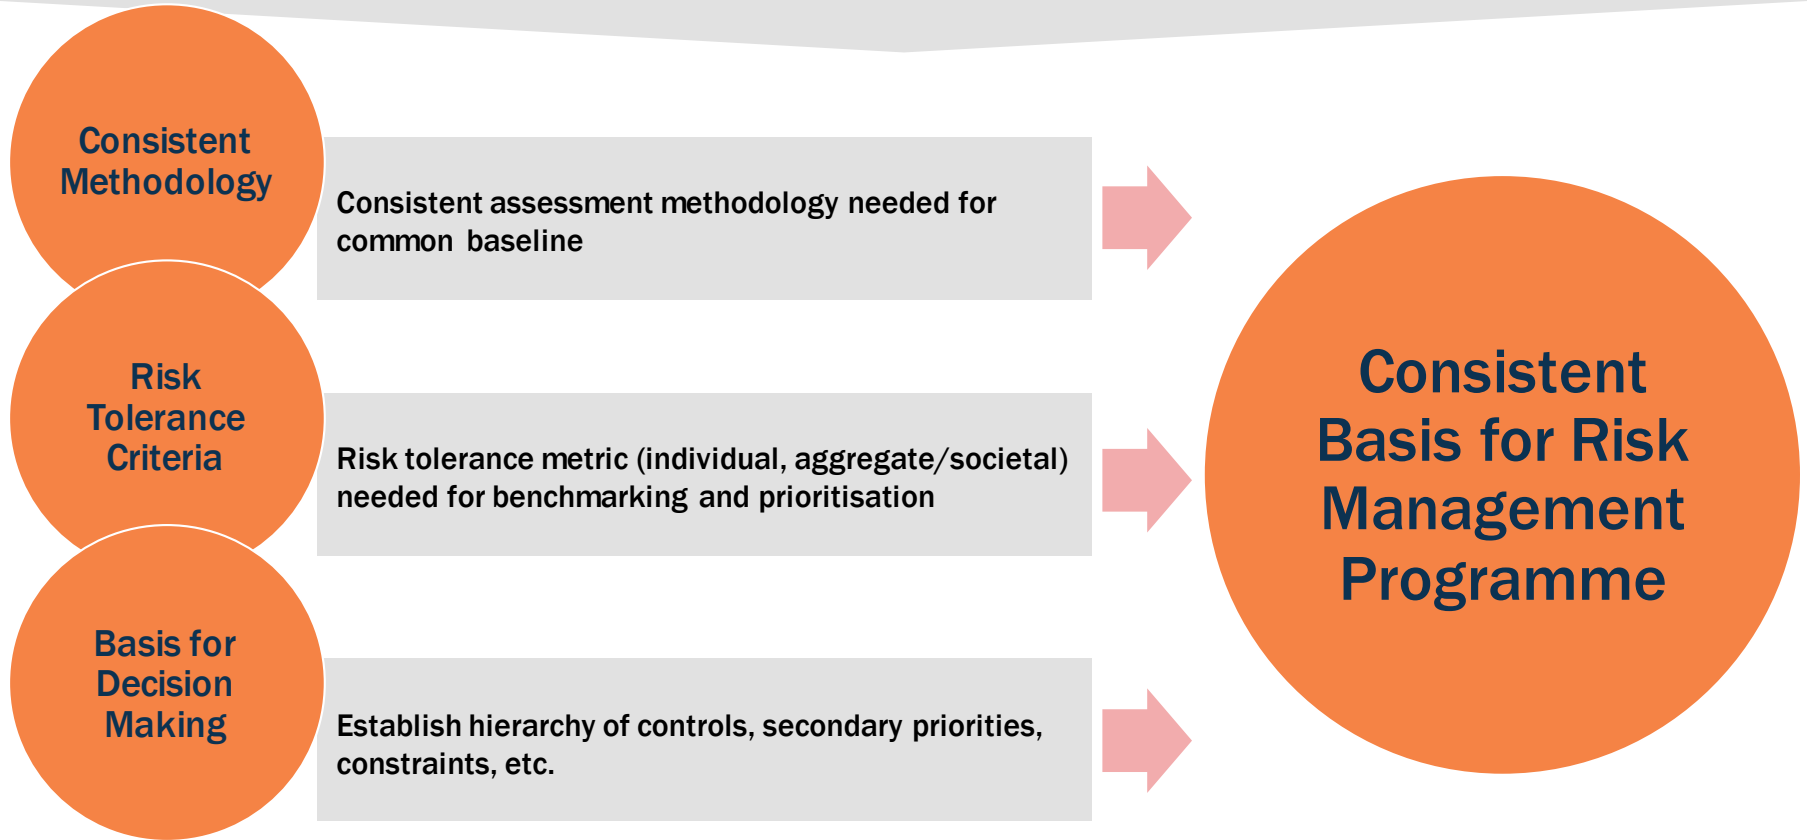 Consistent
Methodology
Consistent assessment methodology needed for
common baseline
Risk
Tolerance
Criteria
Risk tolerance metric (individual, aggregate/societal)
needed for benchmarking and prioritisation
Basis for
Decision
Making
Establish hierarchy of controls, secondary priorities,
constraints, etc.
Consistent
Basis for Risk
Management
Programme